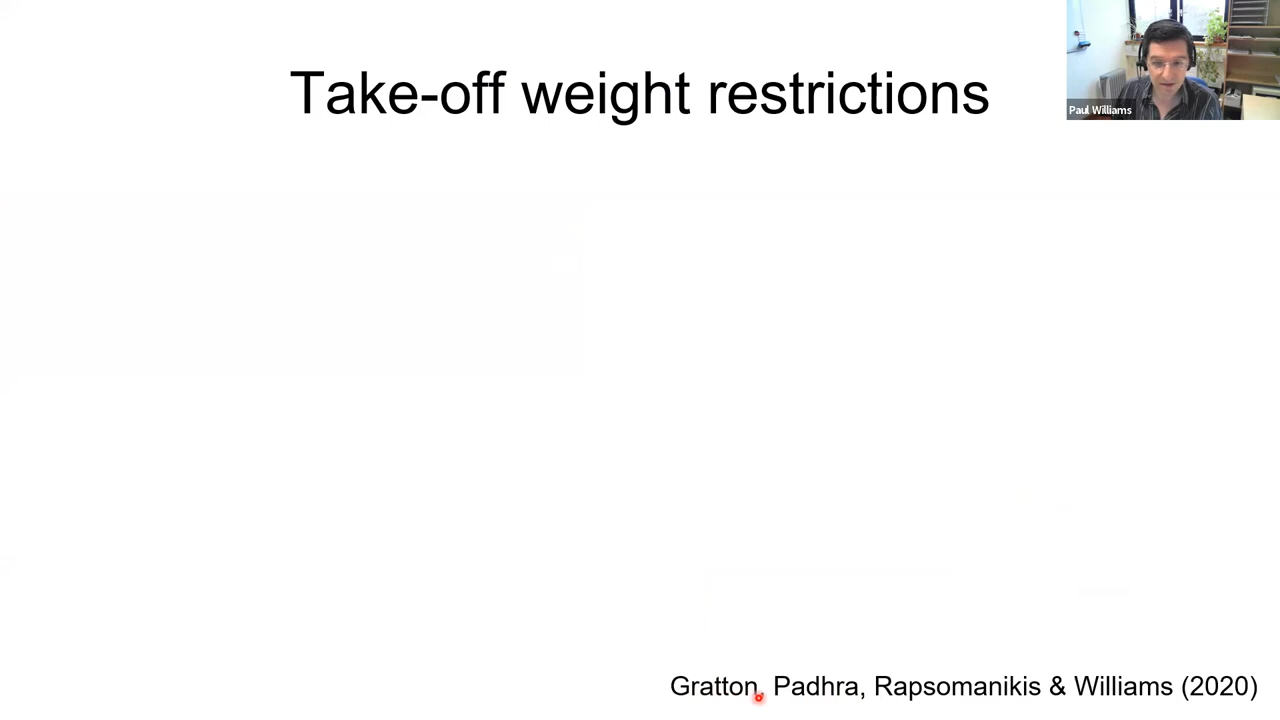 Take-off weight restrictions
Paul Williams
Gratton, Padhra, Rapsomanikis & Williams (2020)